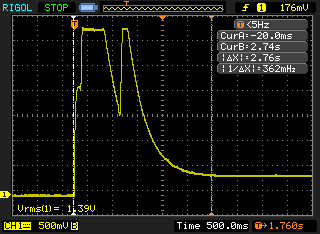 RIGOL STOP T f 1 176mV
T <5Hz
CurA=-20.0ms
CurB=2.74s
|ΔX|=2.76s
|1/ΔX|=362mHz
1
Vrms(1)= 1.39V
CH1 500mV B Time 500.0ms T→1.760s